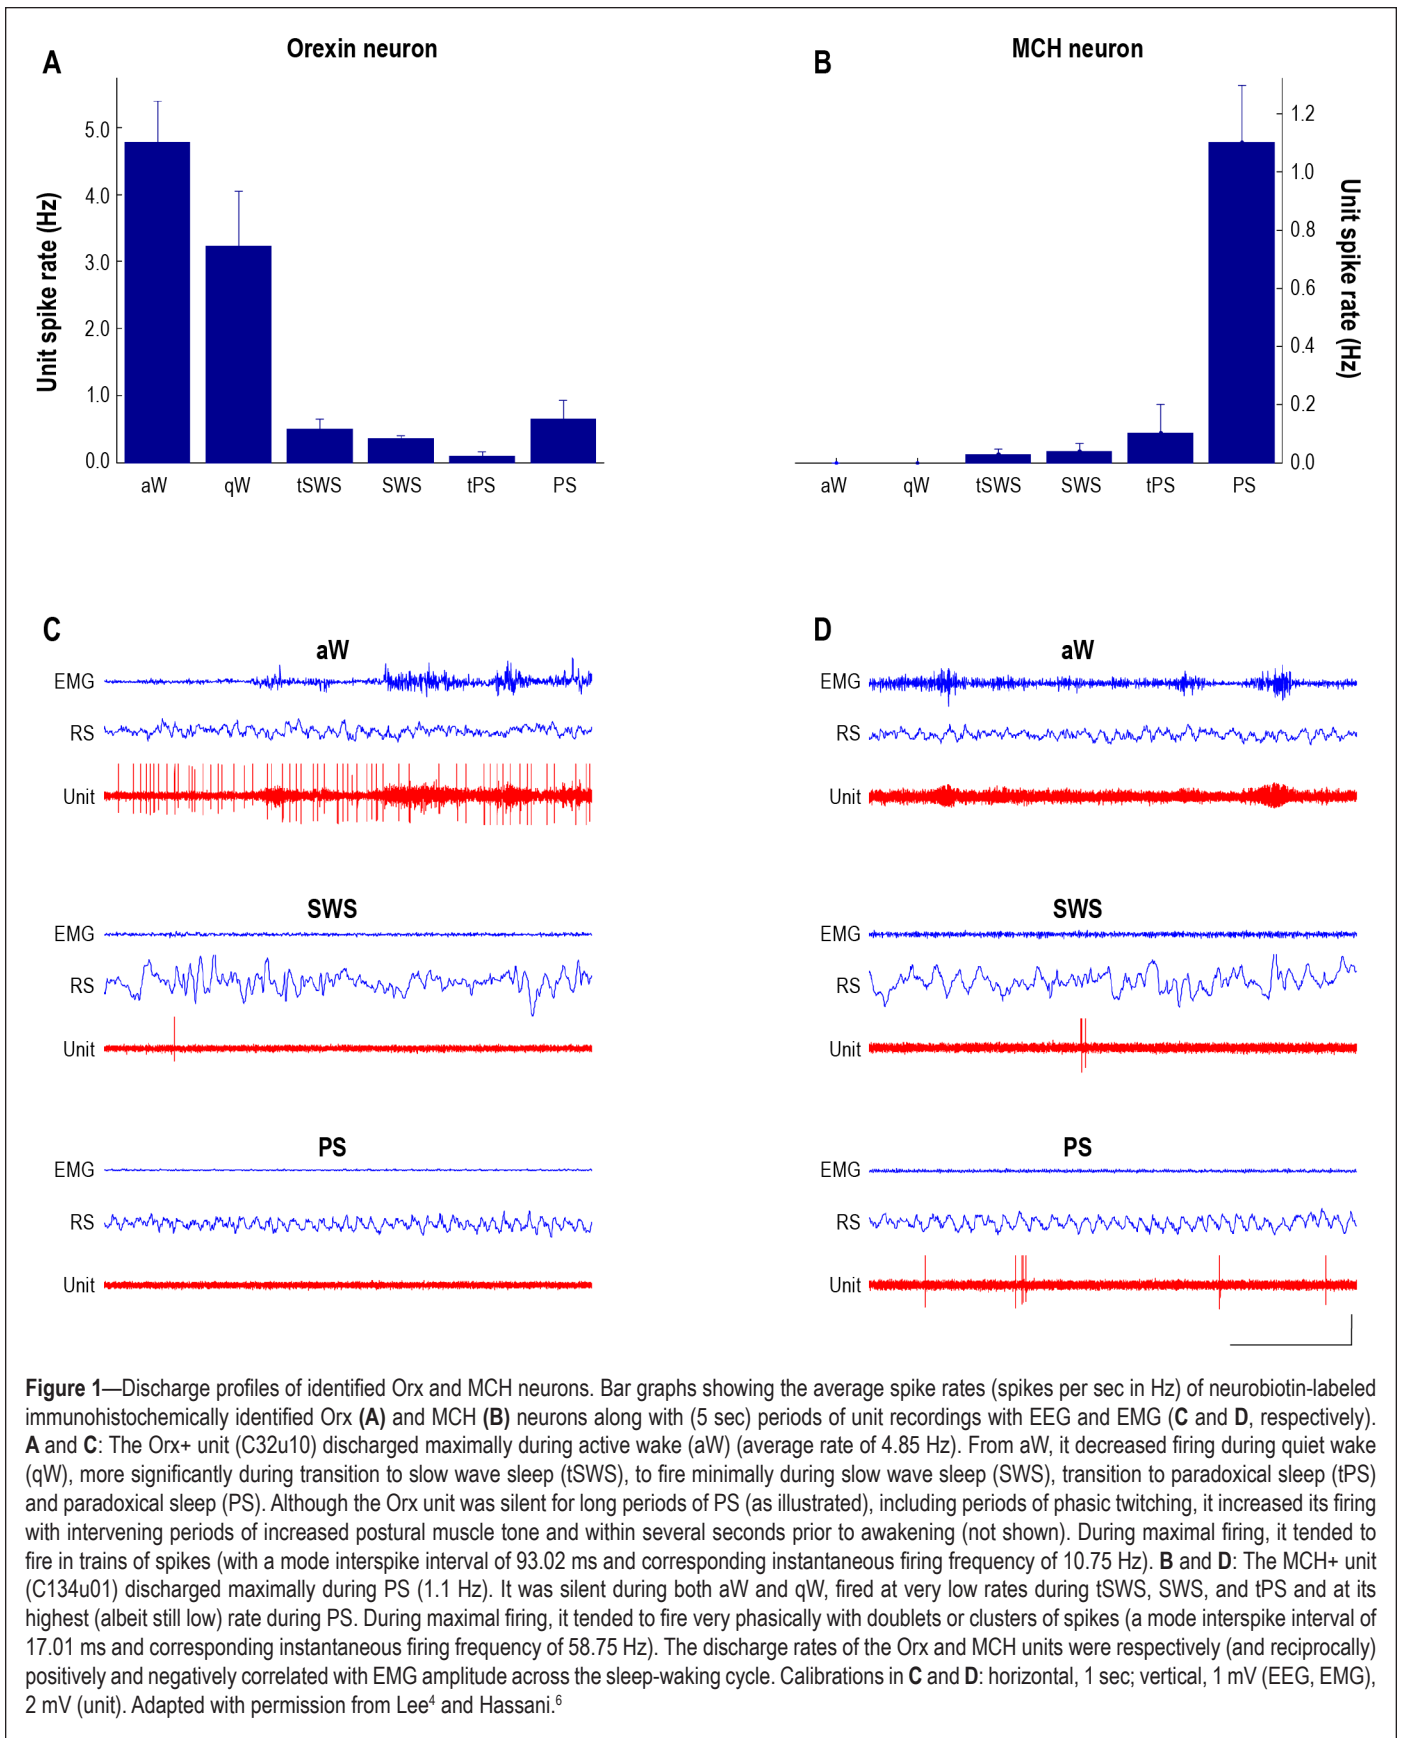 A
Orexin neuron
Unit spike rate (Hz)
5.0
4.0
3.0
2.0
1.0
0.0
aW qW tSWS SWS tPS PS
B
MCH neuron
1.2
1.0
0.8
0.6
0.4
0.2
0.0
Unit spike rate (Hz)
aW qW tSWS SWS tPS PS
C
aW
EMG
RS
Unit
SWS
EMG
RS
Unit
PS
EMG
RS
Unit
D
aW
EMG
RS
Unit
SWS
EMG
RS
Unit
PS
EMG
RS
Unit
Figure 1—Discharge profiles of identified Orx and MCH neurons. Bar graphs showing the average spike rates (spikes per sec in Hz) of neurobiotin-labeled
immunohistochemically identified Orx (A) and MCH (B) neurons along with (5 sec) periods of unit recordings with EEG and EMG (C and D, respectively).
A and C: The Orx+ unit (C32u10) discharged maximally during active wake (aW) (average rate of 4.85 Hz). From aW, it decreased firing during quiet wake
(qW), more significantly during transition to slow wave sleep (tSWS), to fire minimally during slow wave sleep (SWS), transition to paradoxical sleep (tPS)
and paradoxical sleep (PS). Although the Orx unit was silent for long periods of PS (as illustrated), including periods of phasic twitching, it increased its firing
with intervening periods of increased postural muscle tone and within several seconds prior to awakening (not shown). During maximal firing, it tended to
fire in trains of spikes (with a mode interspike interval of 93.02 ms and corresponding instantaneous firing frequency of 10.75 Hz). B and D: The MCH+ unit
(C134u01) discharged maximally during PS (1.1 Hz). It was silent during both aW and qW, fired at very low rates during tSWS, SWS, and tPS and at its
highest (albeit still low) rate during PS. During maximal firing, it tended to fire very phasically with doublets or clusters of spikes (a mode interspike interval of
17.01 ms and corresponding instantaneous firing frequency of 58.75 Hz). The discharge rates of the Orx and MCH units were respectively (and reciprocally)
positively and negatively correlated with EMG amplitude across the sleep-waking cycle. Calibrations in C and D: horizontal, 1 sec; vertical, 1 mV (EEG, EMG),
2 mV (unit). Adapted with permission from Lee⁴ and Hassani.⁶